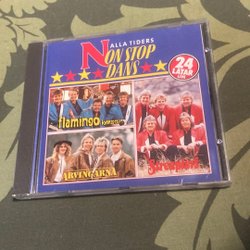 ALLA TIDERS
NON STOP
DANS
24
LÅTAR
flamingo
ARVINGARNA